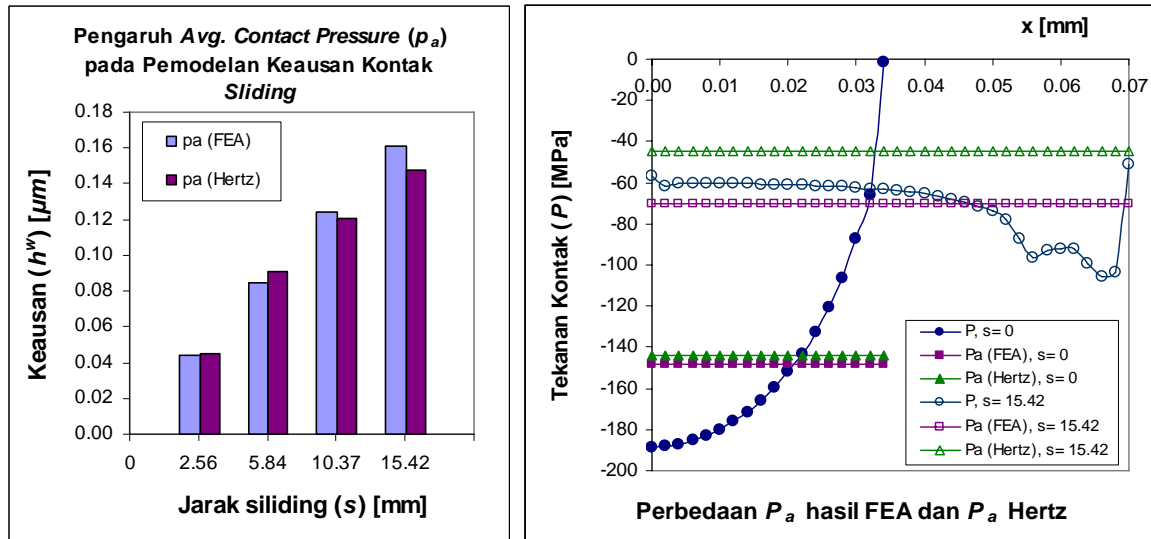 Pengaruh Avg. Contact Pressure (pa)
pada Pemodelan Keausan Kontak
Sliding
Keausan (hw) [µm]
0.18
0.16
0.14
0.12
0.10
0.08
0.06
0.04
0.02
0.00
pa (FEA)
pa (Hertz)
0 2.56 5.84 10.37 15.42
Jarak siliding (s) [mm]
x [mm]
0.00 0.01 0.02 0.03 0.04 0.05 0.06 0.07
Tekanan Kontak (P) [MPa]
0
-20
-40
-60
-80
-100
-120
-140
-160
-180
-200
P, s= 0
Pa (FEA), s= 0
Pa (Hertz), s= 0
P, s= 15.42
Pa (FEA), s= 15.42
Pa (Hertz), s= 15.42
Perbedaan Pa hasil FEA dan Pa Hertz